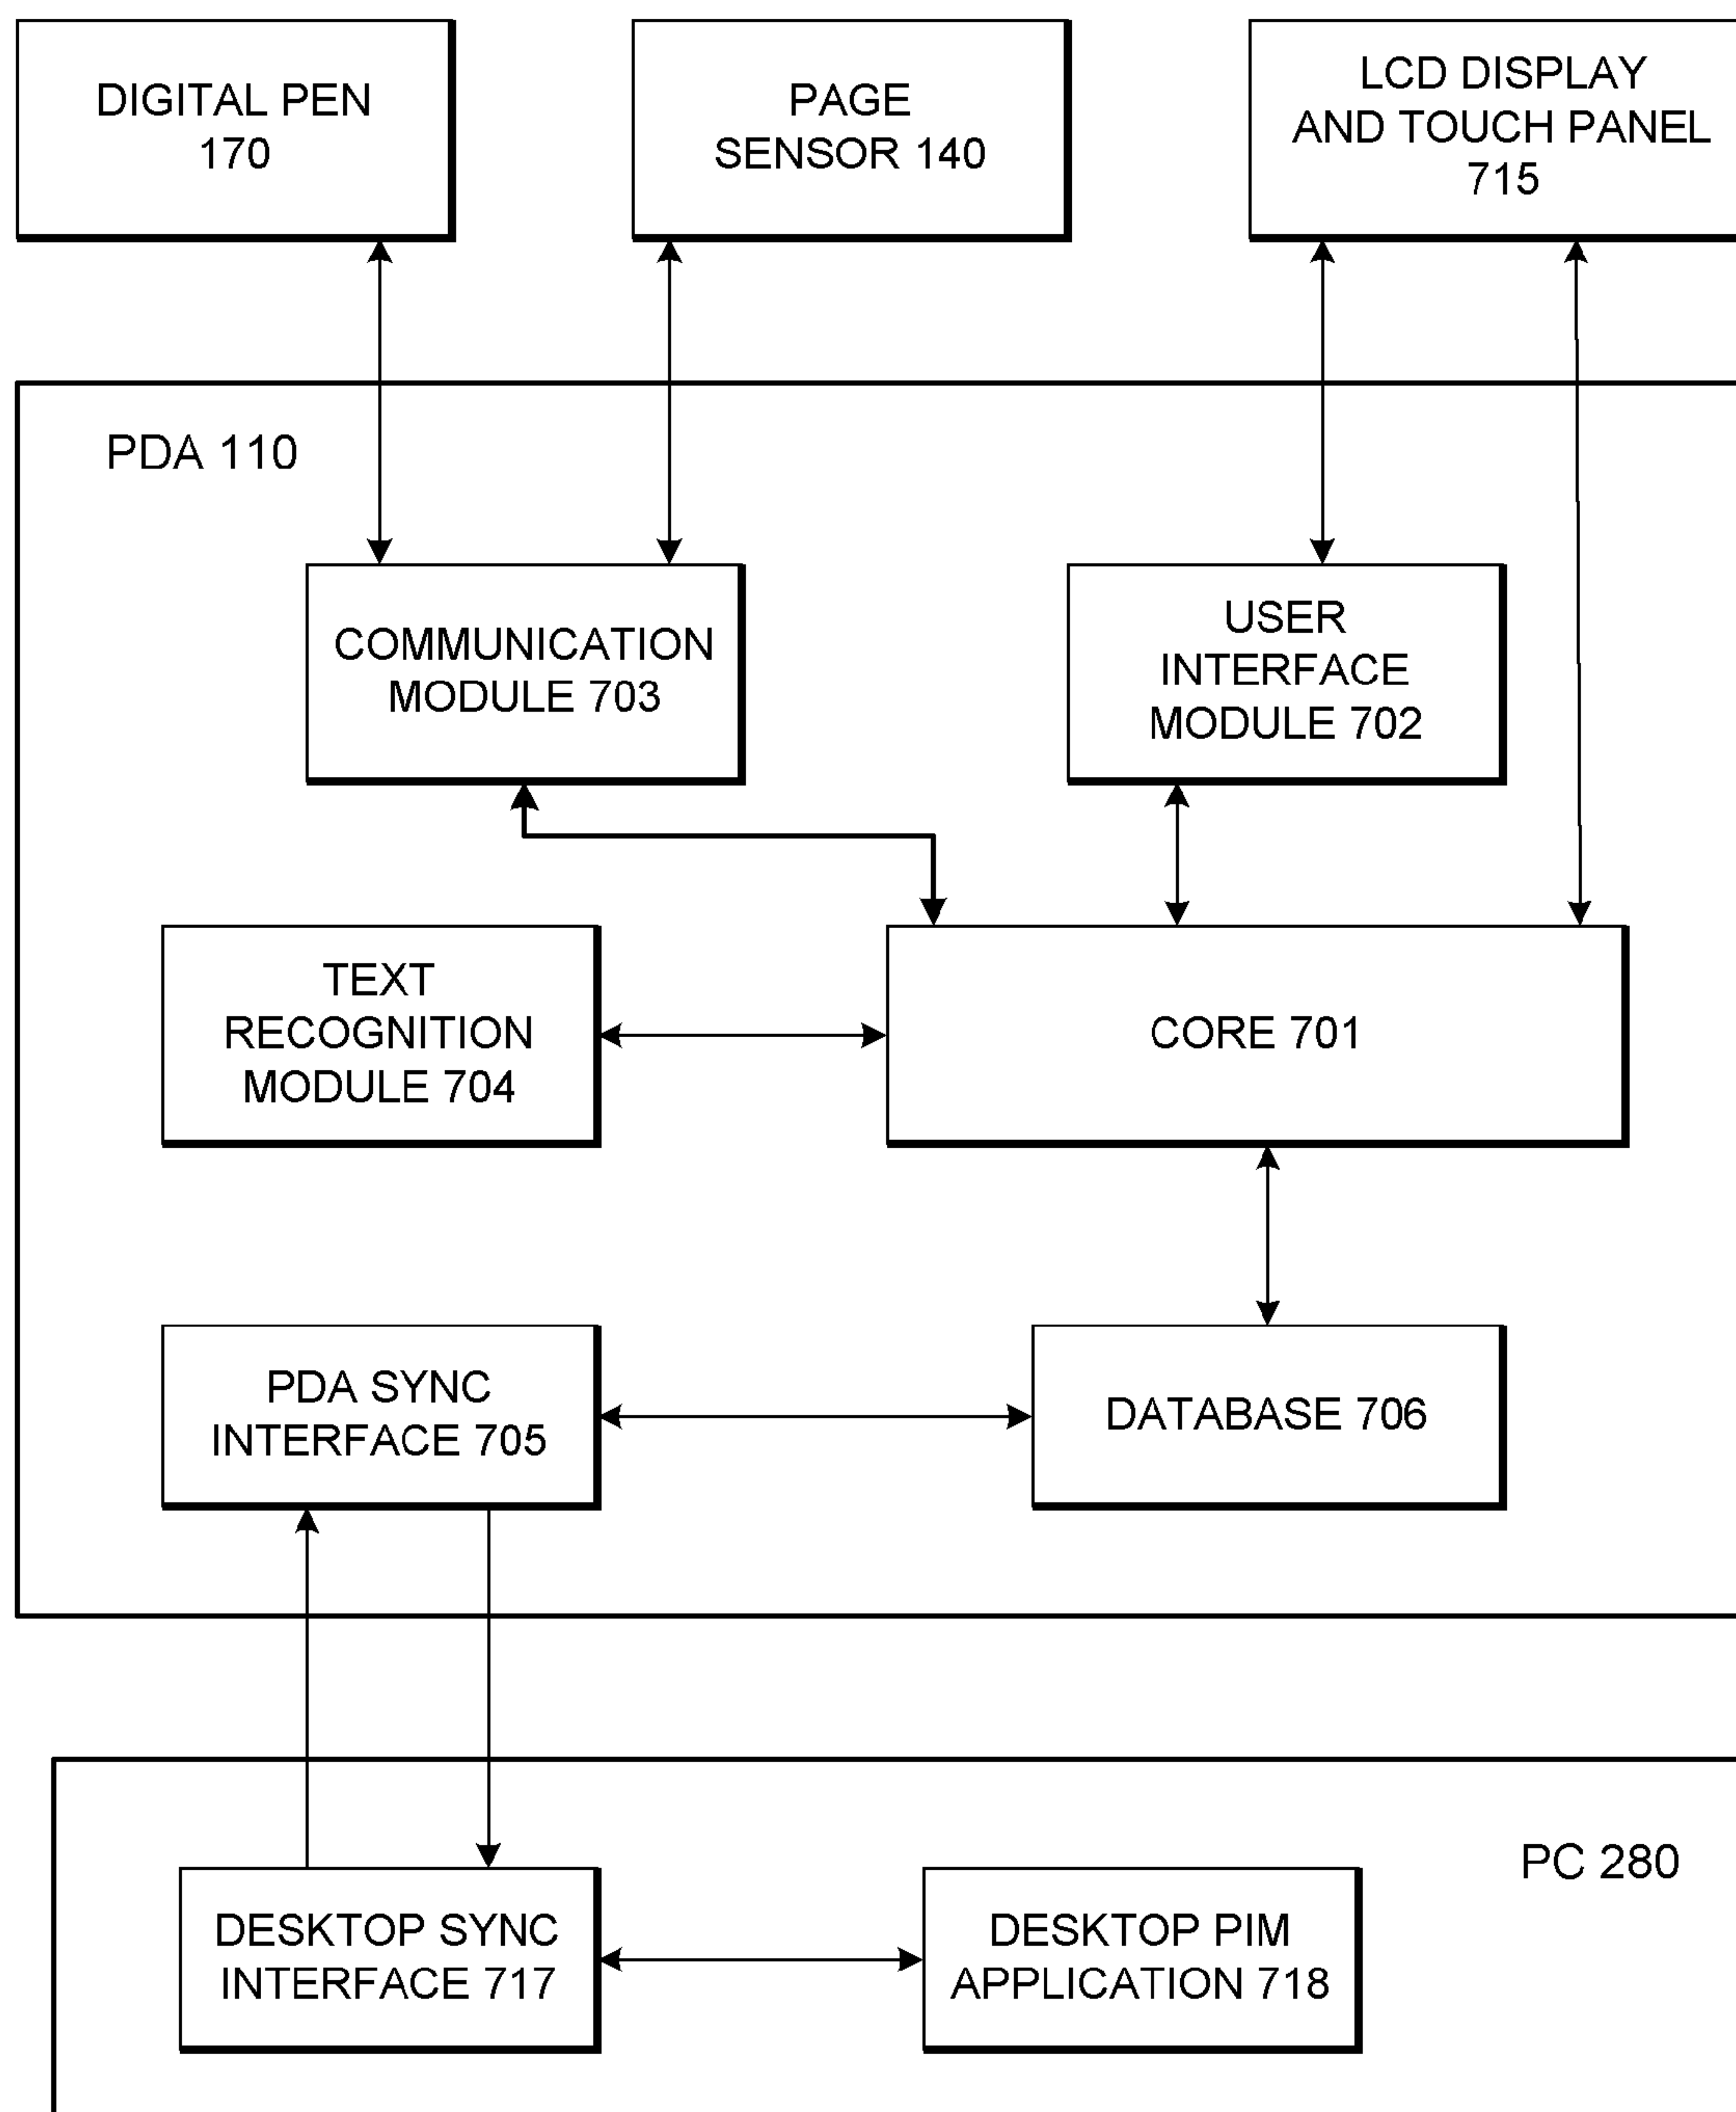 DIGITAL PEN
170
PAGE
SENSOR 140
LCD DISPLAY
AND TOUCH PANEL
715
PDA 110
COMMUNICATION
MODULE 703
USER
INTERFACE
MODULE 702
TEXT
RECOGNITION
MODULE 704
CORE 701
PDA SYNC
INTERFACE 705
DATABASE 706
PC 280
DESKTOP SYNC
INTERFACE 717
DESKTOP PIM
APPLICATION 718